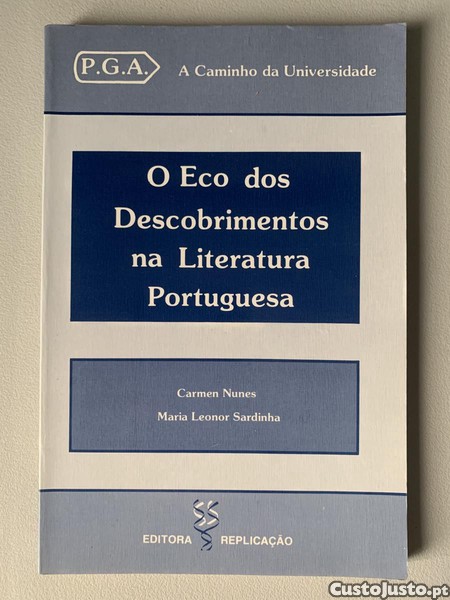 P.G.A. A Caminho da Universidade
O Eco dos
Descobrimentos
na Literatura
Portuguesa
Carmen Nunes
Maria Leonor Sardinha
EDITORA REPLICAÇÃO
CustoJusto.pt